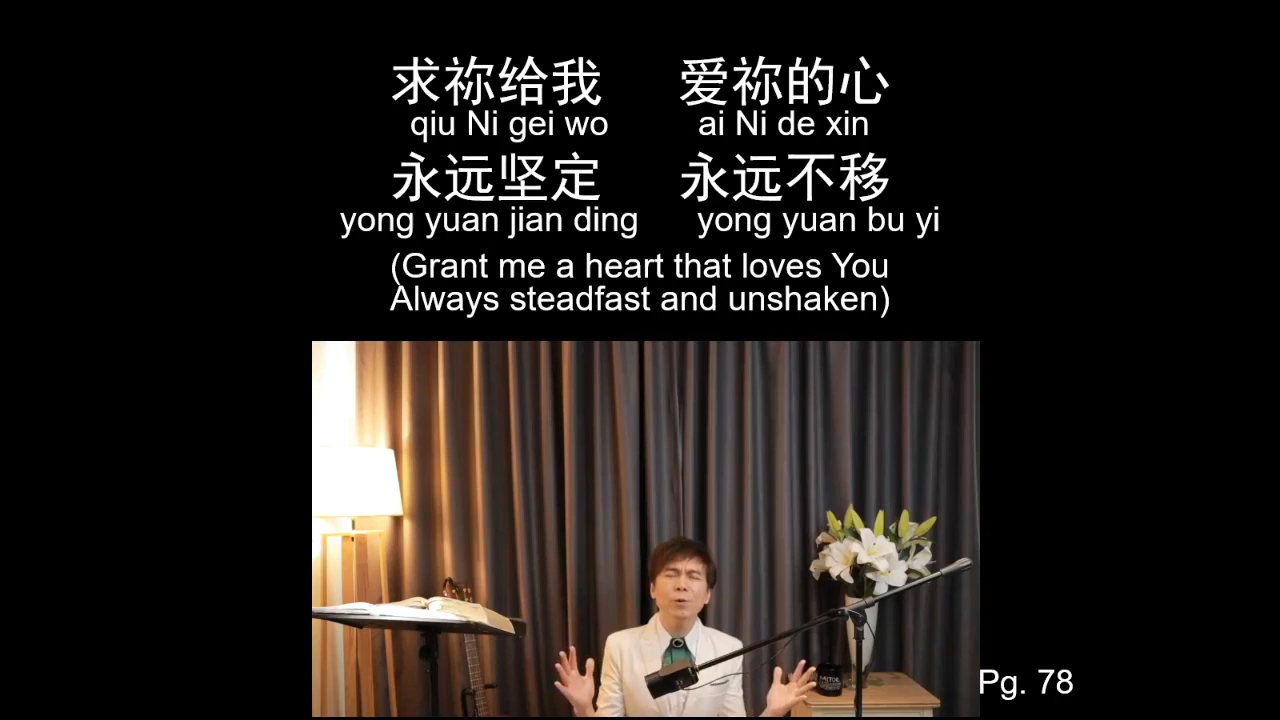 求祢给我 爱祢的心
qiu Ni gei wo ai Ni de xin
永远坚定 永远不移
yong yuan jian ding yong yuan bu yi
(Grant me a heart that loves You
Always steadfast and unshaken)
Pg. 78